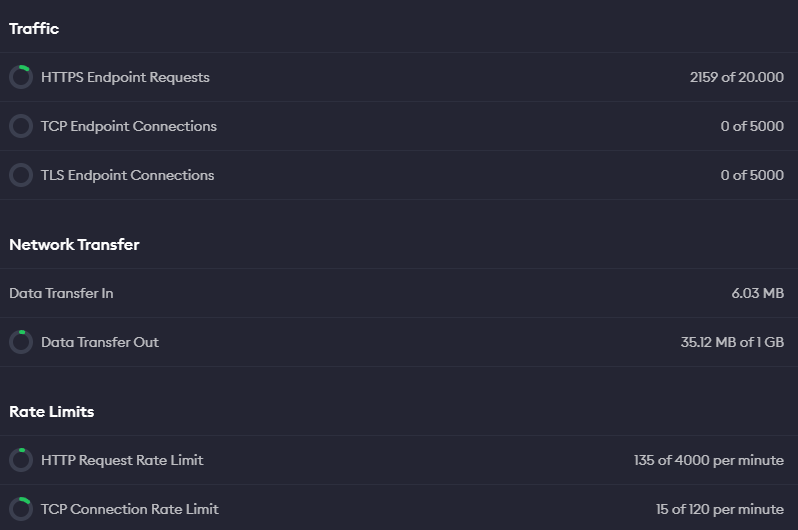 Traffic
HTTPS Endpoint Requests 2159 of 20.000
TCP Endpoint Connections 0 of 5000
TLS Endpoint Connections 0 of 5000
Network Transfer
Data Transfer In 6.03 MB
Data Transfer Out 35.12 MB of 1 GB
Rate Limits
HTTP Request Rate Limit 135 of 4000 per minute
TCP Connection Rate Limit 15 of 120 per minute